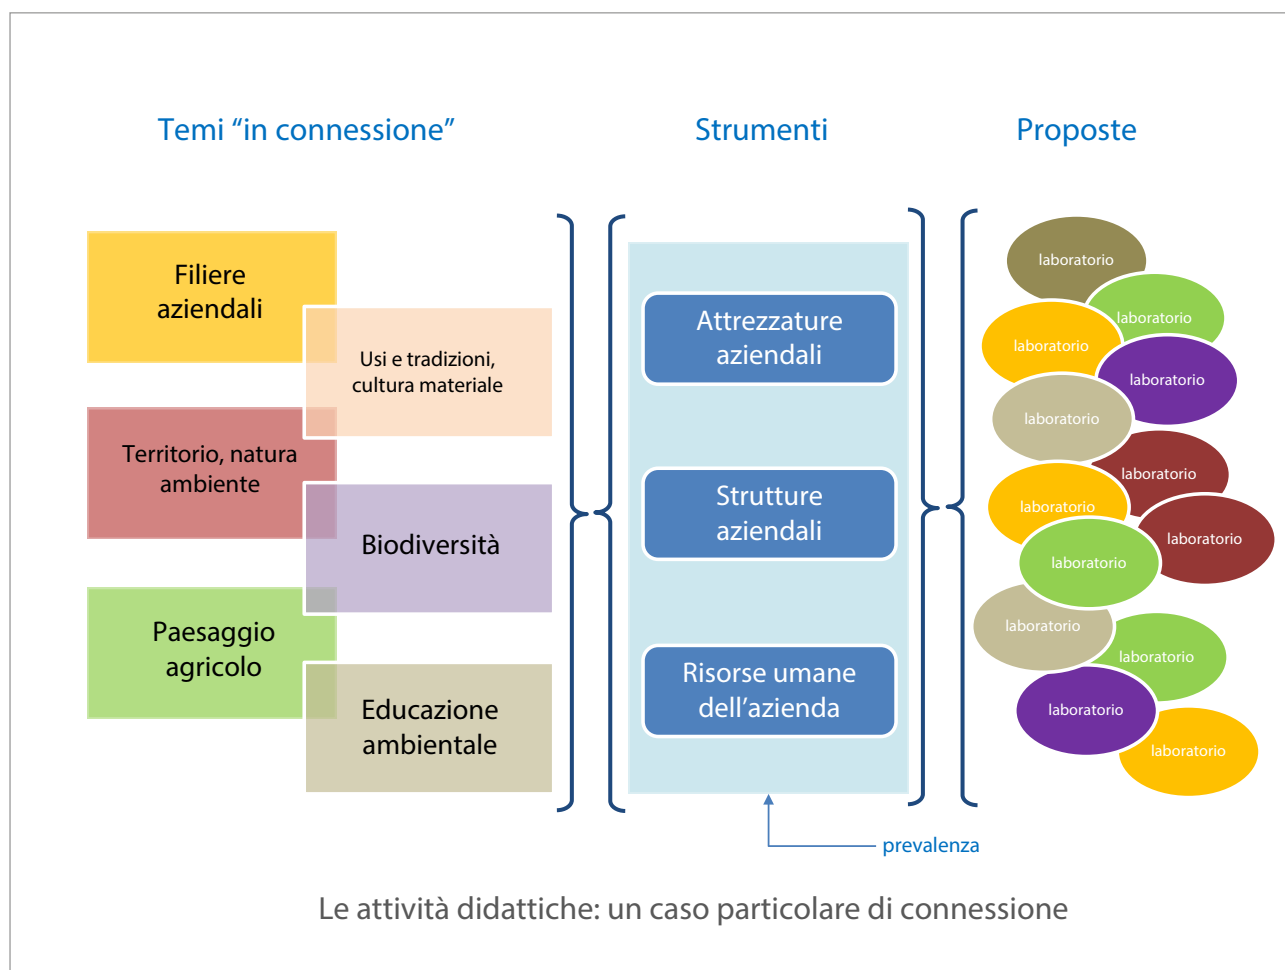 Temi “in connessione”
Strumenti
Proposte
Filiere
aziendali
Usi e tradizioni,
cultura materiale
Territorio, natura
ambiente
Biodiversità
Paesaggio
agricolo
Educazione
ambientale
Attrezzature
aziendali
Strutture
aziendali
Risorse umane
dell’azienda
laboratorio
laboratorio
laboratorio
laboratorio
laboratorio
laboratorio
laboratorio
laboratorio
laboratorio
laboratorio
laboratorio
laboratorio
laboratorio
prevalenza
Le attività didattiche: un caso particolare di connessione